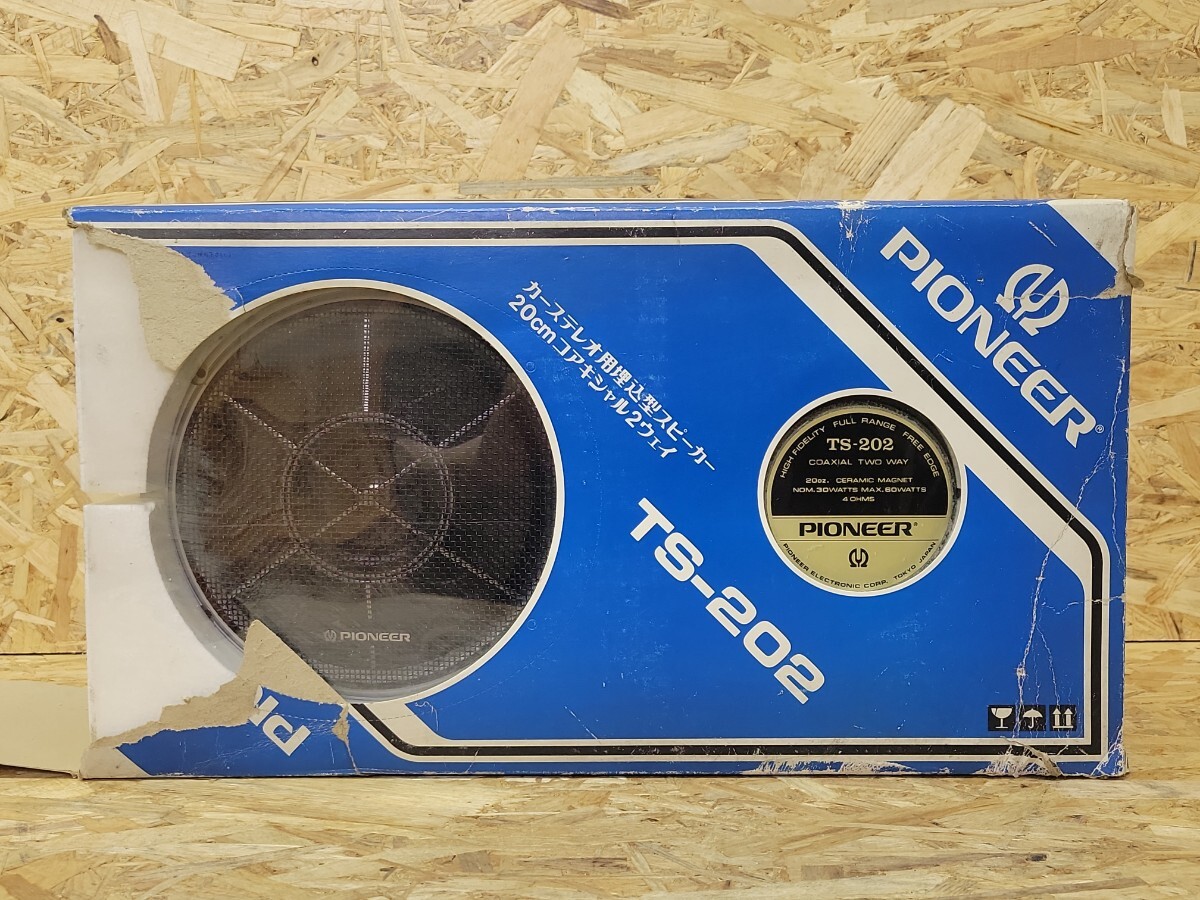 PIONEER®
カーステレオ用埋込型スピーカー
20cmコアキシャル2ウェイ
TS-202
HIGH FIDELITY FULL RANGE FREE EDGE
TS-202
COAXIAL TWO WAY
20oz. CERAMIC MAGNET
NOM.30WATTS MAX.60WATTS
4 OHMS
PIONEER®
PIONEER ELECTRONIC CORP. TOKYO JAPAN
PIONEER
PI